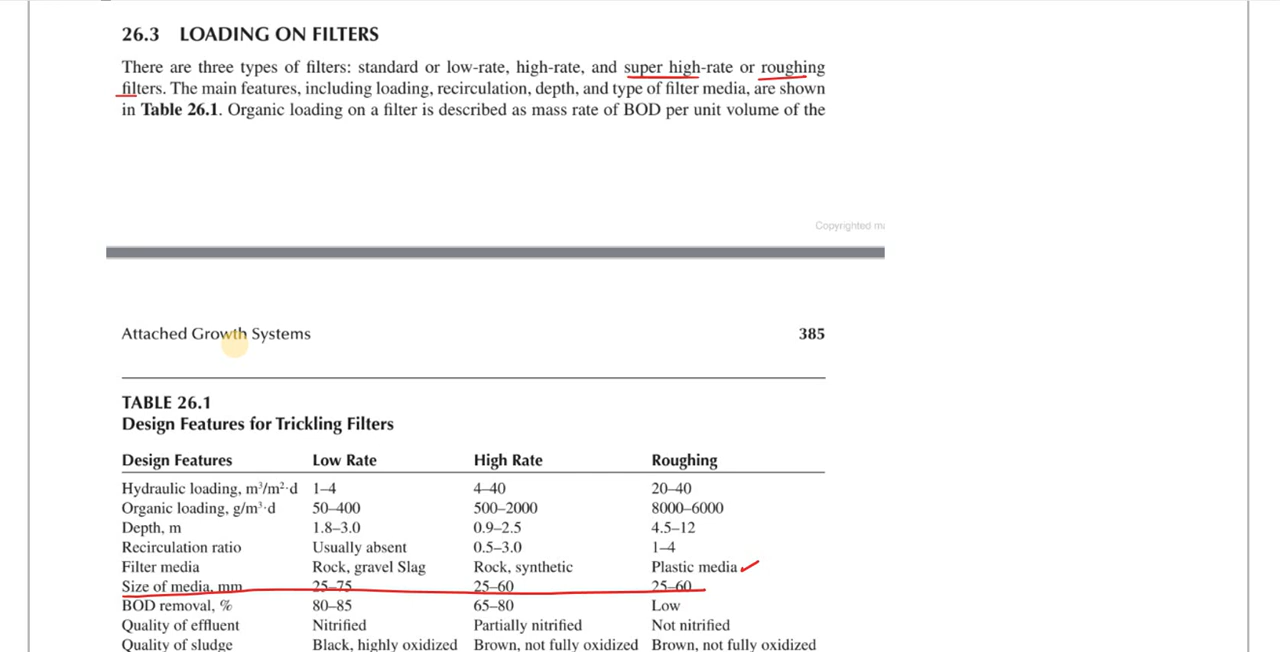 26.3 LOADING ON FILTERS
There are three types of filters: standard or low-rate, high-rate, and super high-rate or roughing
filters. The main features, including loading, recirculation, depth, and type of filter media, are shown
in Table 26.1. Organic loading on a filter is described as mass rate of BOD per unit volume of the
Copyrighted ma
Attached Growth Systems 385
TABLE 26.1
Design Features for Trickling Filters
Design Features Low Rate High Rate Roughing
Hydraulic loading, m³/m²·d 1–4 4–40 20–40
Organic loading, g/m³·d 50–400 500–2000 8000–6000
Depth, m 1.8–3.0 0.9–2.5 4.5–12
Recirculation ratio Usually absent 0.5–3.0 1–4
Filter media Rock, gravel Slag Rock, synthetic Plastic media
Size of media, mm 25–75 25–60 25–60
BOD removal, % 80–85 65–80 Low
Quality of effluent Nitrified Partially nitrified Not nitrified
Quality of sludge Black, highly oxidized Brown, not fully oxidized Brown, not fully oxidized